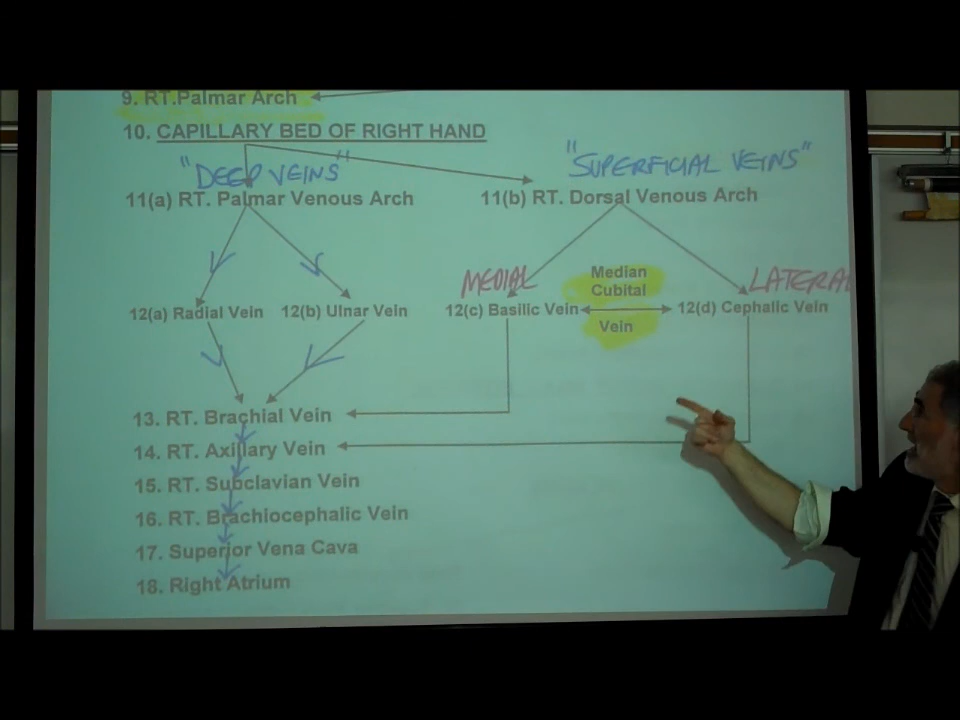 9. RT.Palmar Arch
10. CAPILLARY BED OF RIGHT HAND
"DEEP VEINS"
"SUPERFICIAL VEINS"
11(a) RT. Palmar Venous Arch
11(b) RT. Dorsal Venous Arch
MEDIAL
Median
LATERAL
Cubital
12(a) Radial Vein
12(b) Ulnar Vein
12(c) Basilic Vein
12(d) Cephalic Vein
Vein
13. RT. Brachial Vein
14. RT. Axillary Vein
15. RT. Subclavian Vein
16. RT. Brachiocephalic Vein
17. Superior Vena Cava
18. Right Atrium